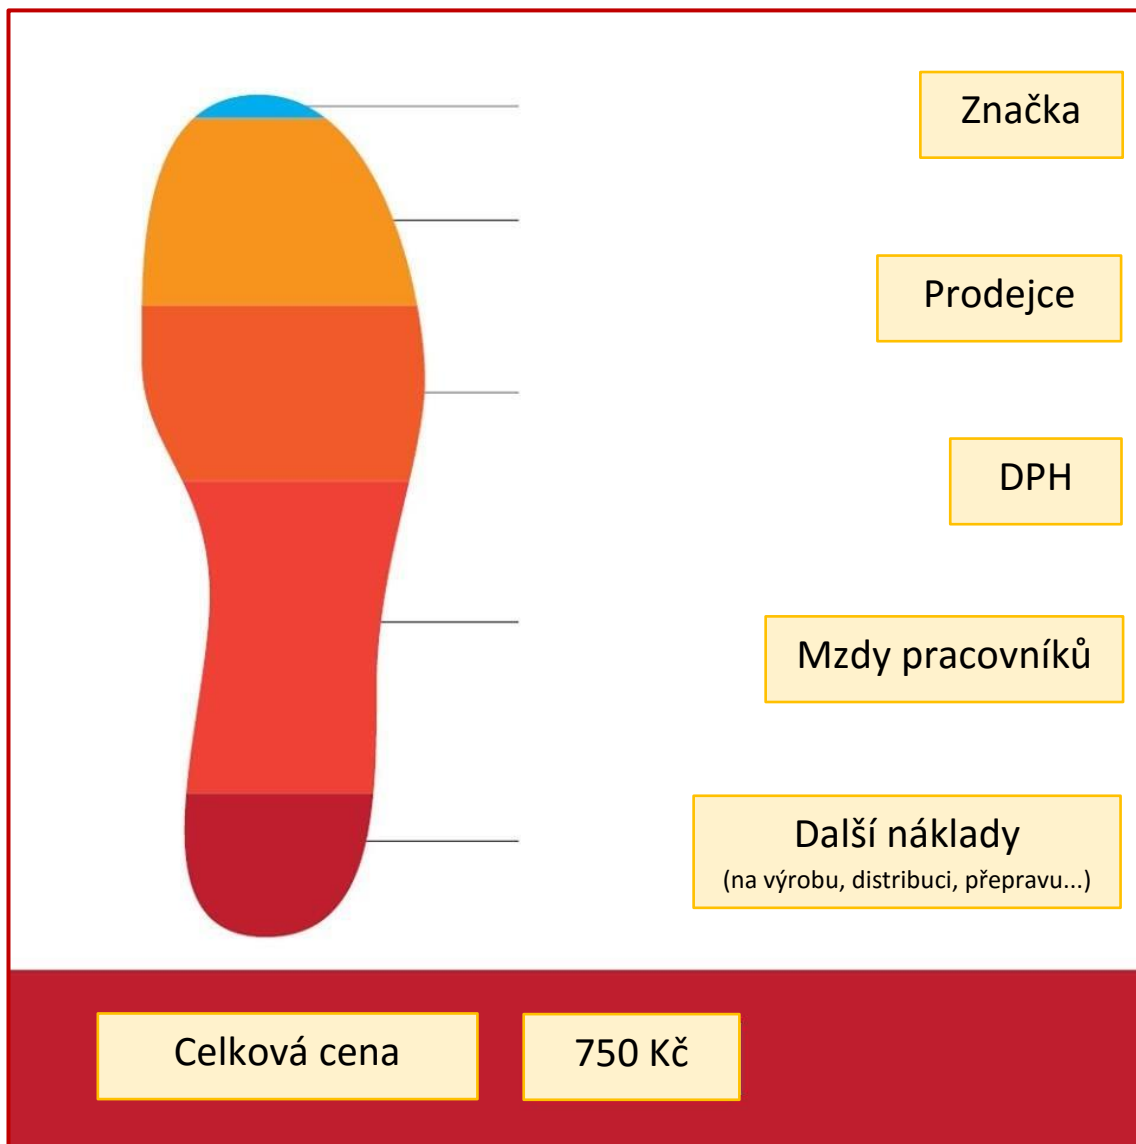 Značka
Prodejce
DPH
Mzdy pracovníků
Další náklady
(na výrobu, distribuci, přepravu...)
Celková cena
750 Kč